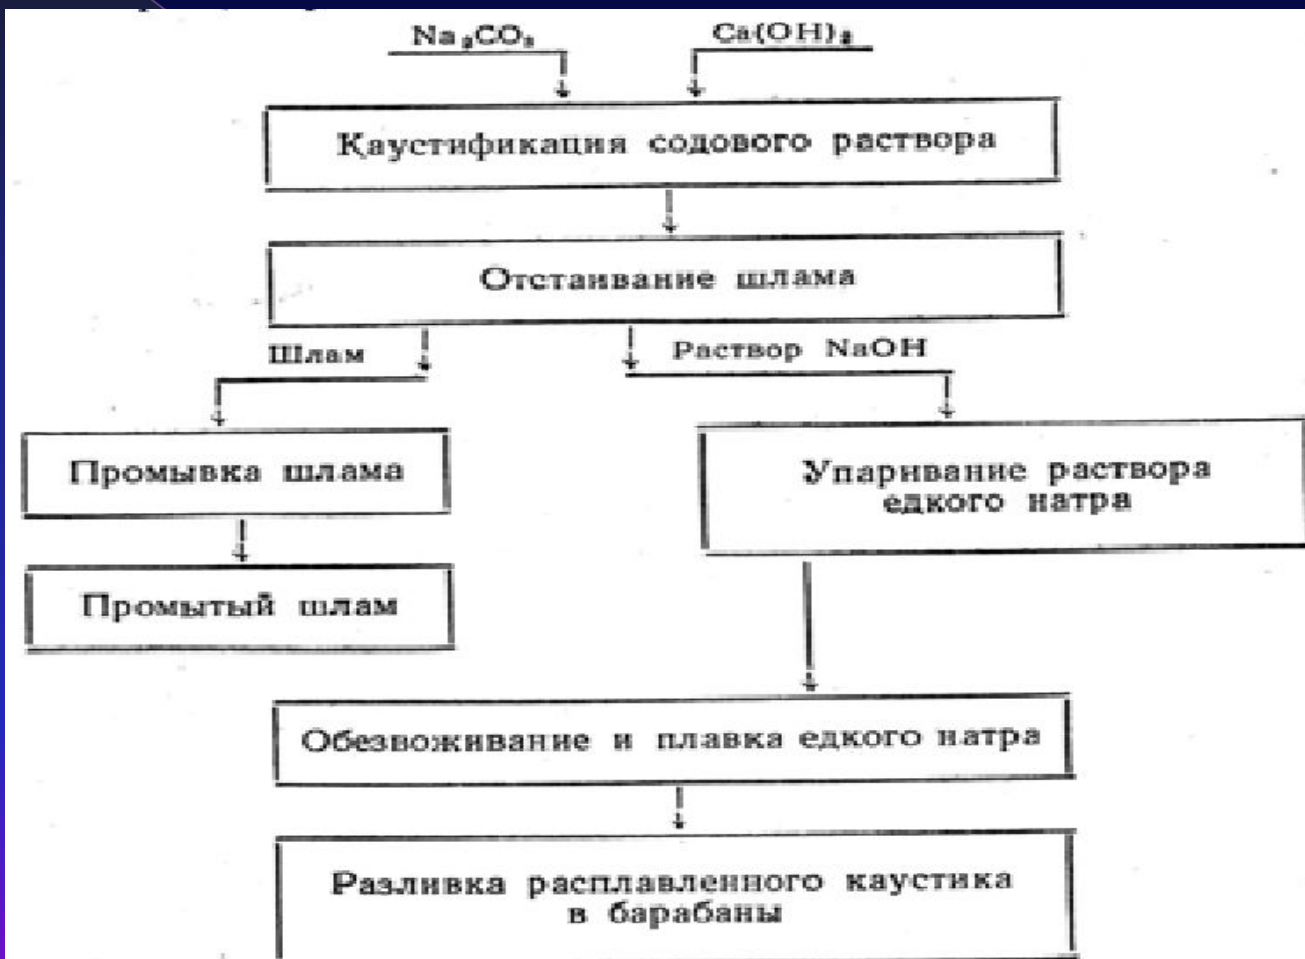 Na₂CO₃
Ca(OH)₂
Каустификация содового раствора
Отстаивание шлама
Шлам
Раствор NaOH
Промывка шлама
Упаривание раствора
едкого натра
Промытый шлам
Обезвоживание и плавка едкого натра
Разливка расплавленного каустика
в барабаны